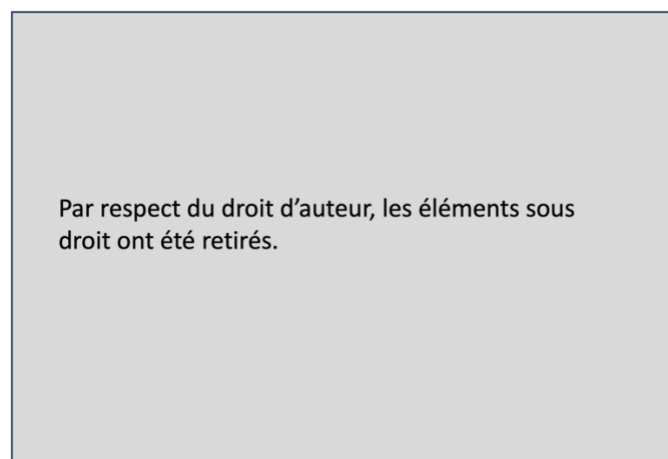 Par respect du droit d’auteur, les éléments sous
droit ont été retirés.